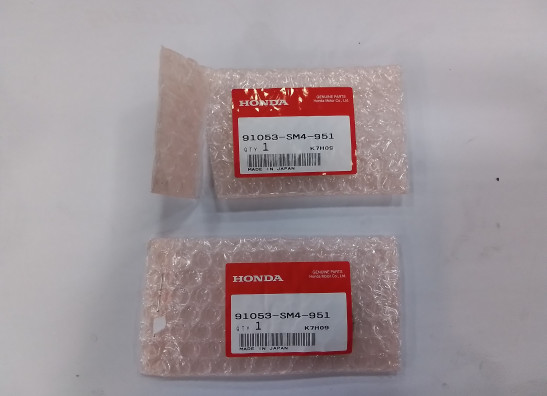 HONDA
GENUINE PARTS
Honda Motor Co., Ltd.
91053-SM4-951
QTY 1 K7H09
MADE IN JAPAN
HONDA
GENUINE PARTS
Honda Motor Co., Ltd.
91053-SM4-951
QTY 1 K7H09
MADE IN JAPAN